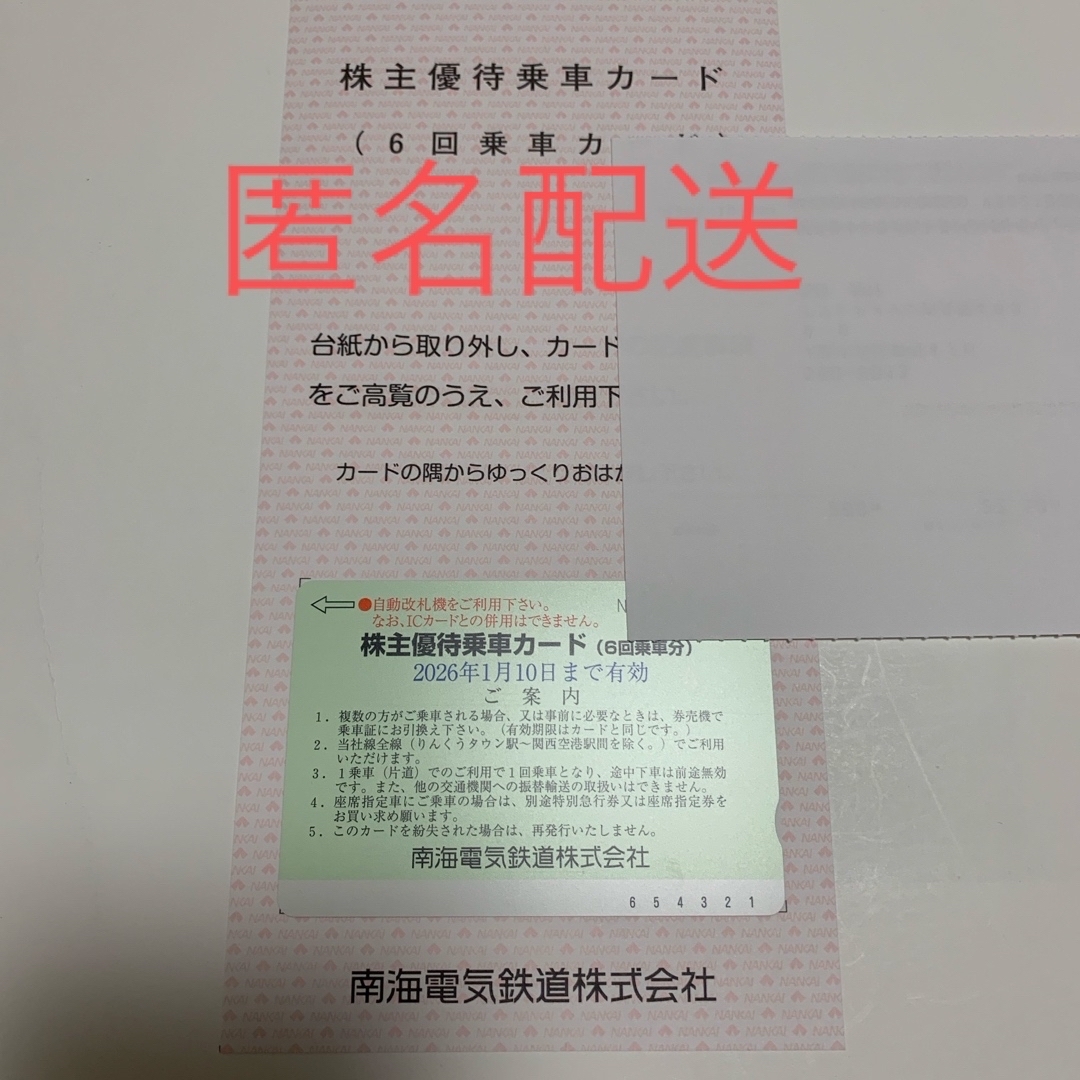 株主優待乗車カード
(6回乗車カ
匿名配送
台紙から取り外し、カード
をご高覧のうえ、ご利用下
カードの隅からゆっくりおはが
●自動改札機をご利用下さい。
なお、ICカードとの併用はできません。
N
株主優待乗車カード(6回乗車分)
2026年1月10日まで有効
ご案内
1．複数の方がご乗車される場合、又は事前に必要なときは、券売機で
乗車証にお引換え下さい。(有効期限はカードと同じです。)
2．当社線全線(りんくうタウン駅〜関西空港駅間を除く。)でご利用
いただけます。
3．1乗車(片道)でのご利用で1回乗車となり、途中下車は前途無効
です。また、他の交通機関への振替輸送の取扱いはできません。
4．座席指定車にご乗車の場合は、別途特別急行券又は座席指定券を
お買い求め願います。
5．このカードを紛失された場合は、再発行いたしません。
南海電気鉄道株式会社
6 5 4 3 2 1
南海電気鉄道株式会社